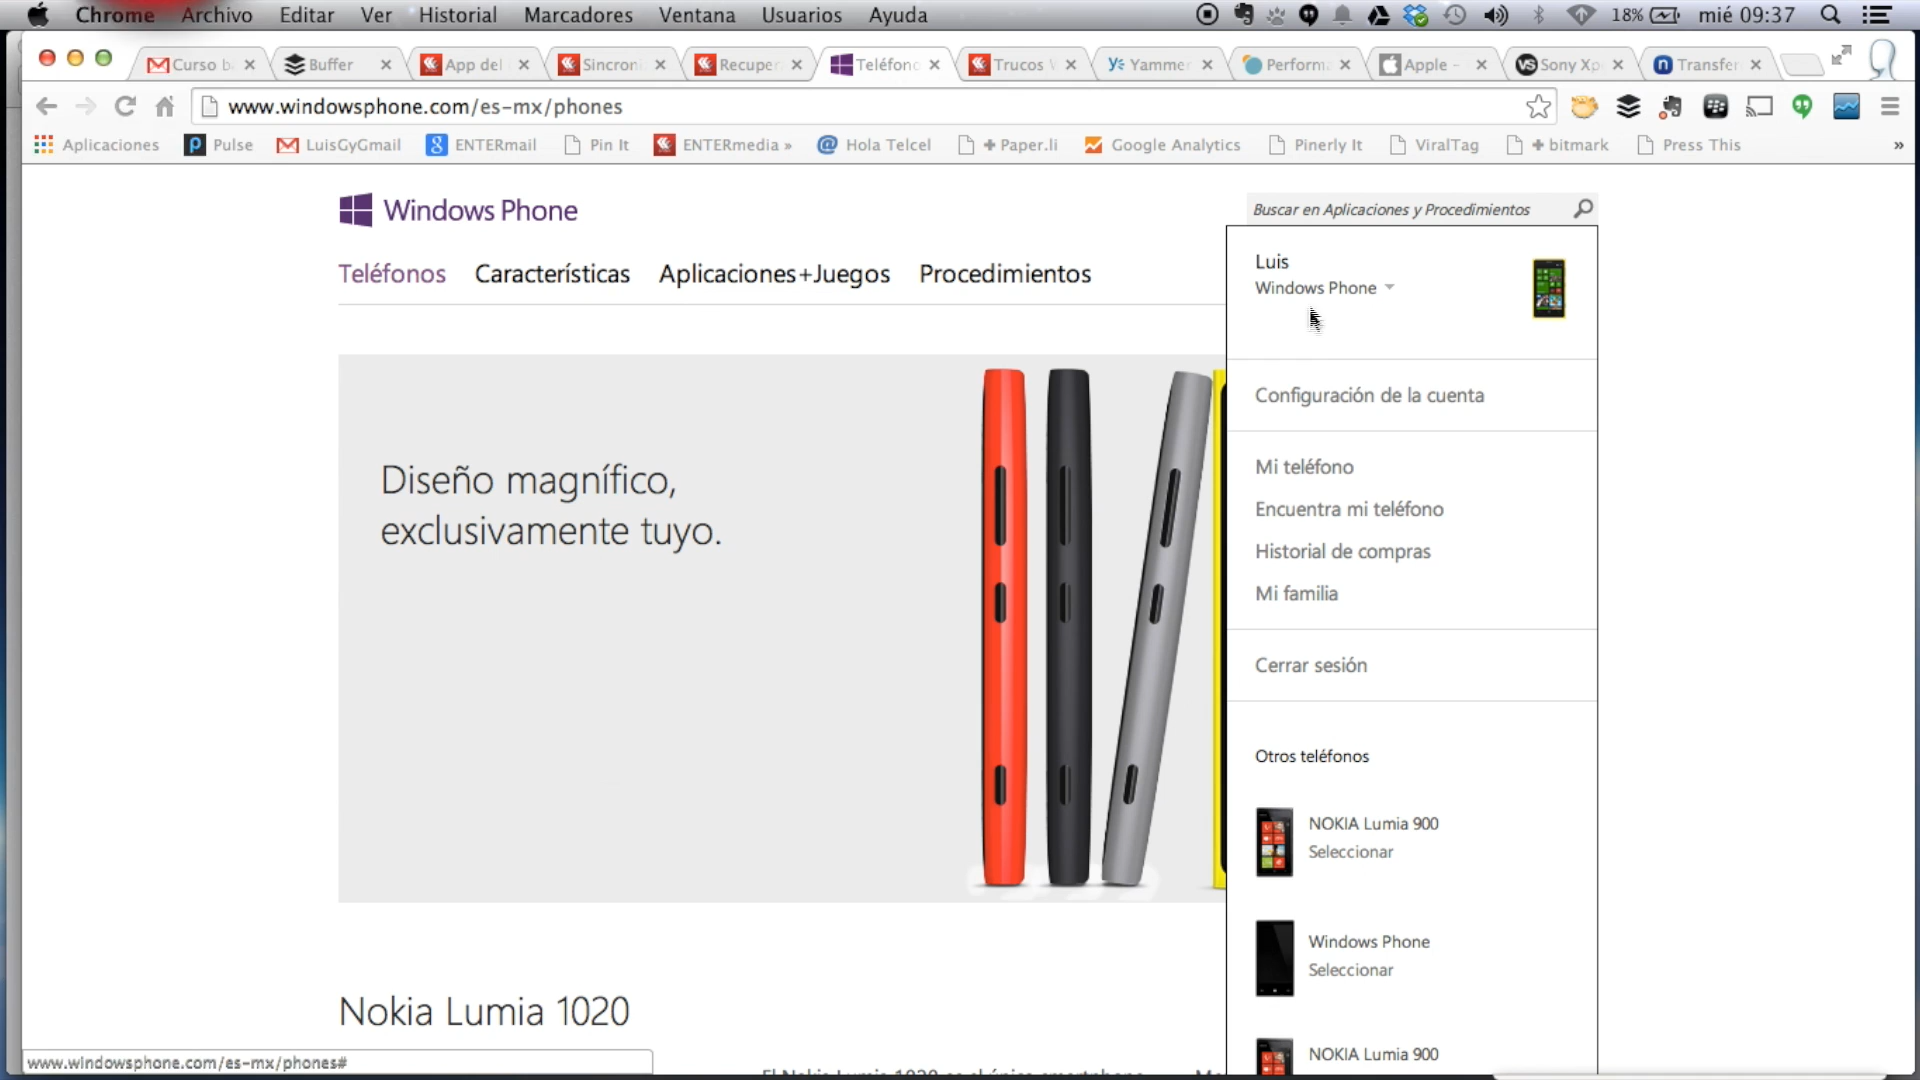 Chrome Archivo Editar Ver Historial Marcadores Ventana Usuarios Ayuda 18% mié 09:37
Curso b Buffer App del Sincroni Recuper Teléfono Trucos Yammer Performa Apple - Sony Xp Transfer
www.windowsphone.com/es-mx/phones
Aplicaciones Pulse LuisGyGmail ENTERmail Pin It ENTERmedia » Hola Telcel + Paper.li Google Analytics Pinerly It ViralTag + bitmark Press This »
Windows Phone
Buscar en Aplicaciones y Procedimientos
Teléfonos Características Aplicaciones+Juegos Procedimientos
Luis
Windows Phone
Configuración de la cuenta
Mi teléfono
Encuentra mi teléfono
Historial de compras
Mi familia
Cerrar sesión
Otros teléfonos
NOKIA Lumia 900
Seleccionar
Windows Phone
Seleccionar
NOKIA Lumia 900
Diseño magnífico,
exclusivamente tuyo.
Nokia Lumia 1020
www.windowsphone.com/es-mx/phones#